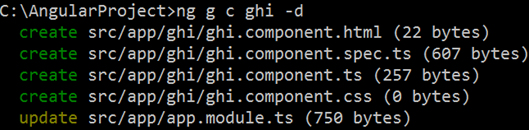 C:\AngularProject>ng g c ghi -d
create src/app/ghi/ghi.component.html (22 bytes)
create src/app/ghi/ghi.component.spec.ts (607 bytes)
create src/app/ghi/ghi.component.ts (257 bytes)
create src/app/ghi/ghi.component.css (0 bytes)
update src/app/app.module.ts (750 bytes)